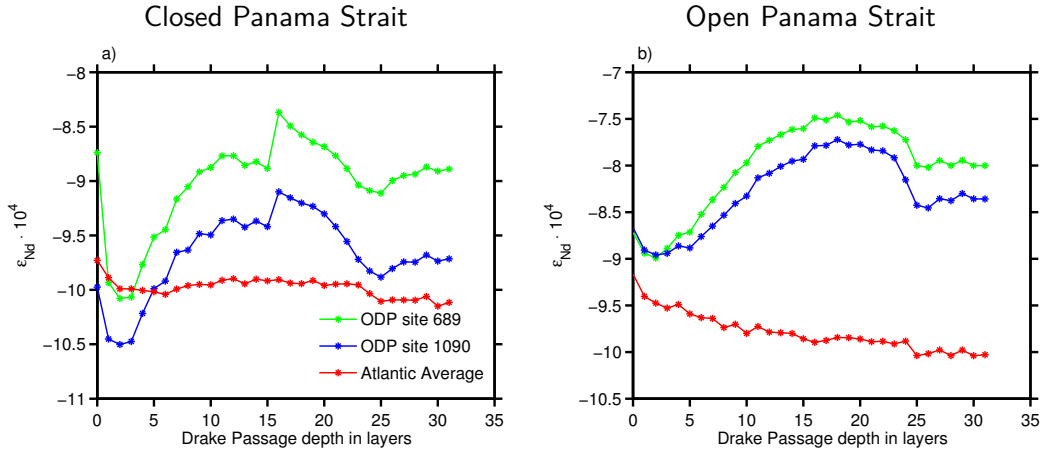 Closed Panama Strait
Open Panama Strait
a)
−8
−8.5
−9
−9.5
−10
−10.5
−11
ε_Nd · 10^4
0 5 10 15 20 25 30 35
Drake Passage depth in layers
ODP site 689
ODP site 1090
Atlantic Average
b)
−7
−7.5
−8
−8.5
−9
−9.5
−10
−10.5
ε_Nd · 10^4
0 5 10 15 20 25 30 35
Drake Passage depth in layers